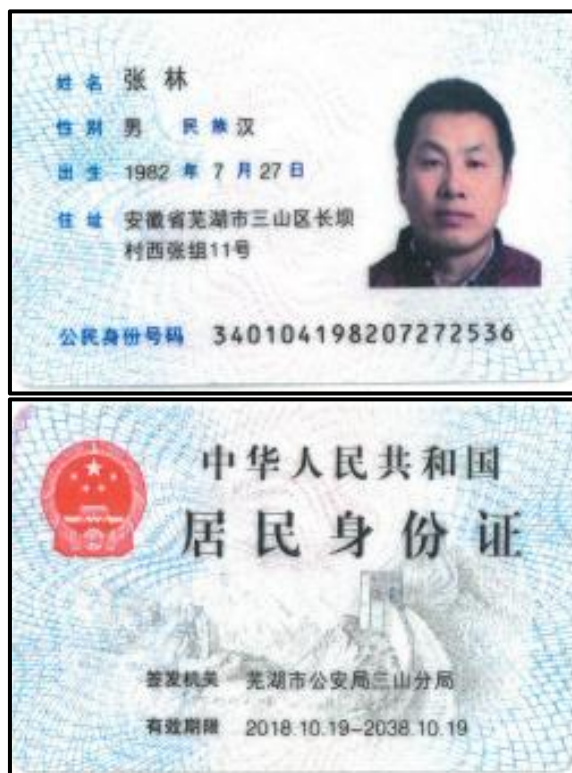 姓名 张林
性别 男 民族 汉
出生 1982 年 7 月 27 日
住址 安徽省芜湖市三山区长坝
村西张组11号
公民身份号码 340104198207272536
中华人民共和国
居民身份证
签发机关 芜湖市公安局三山分局
有效期限 2018.10.19-2038.10.19